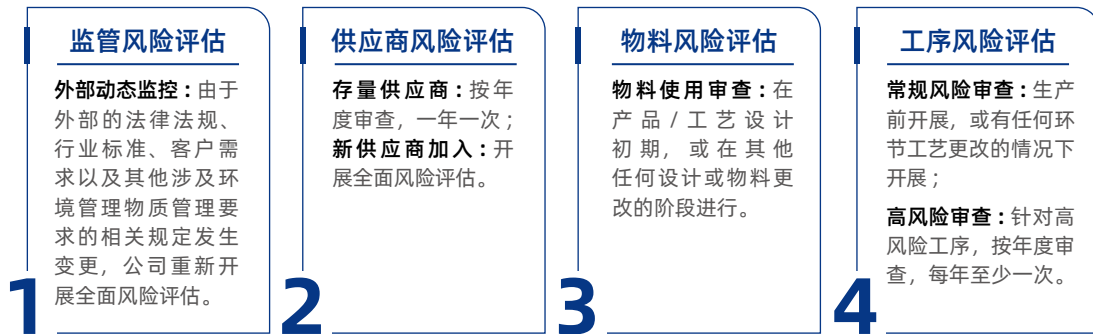 监管风险评估
外部动态监控：由于
外部的法律法规、
行业标准、客户需
求以及其他涉及环
境管理物质管理要
求的相关规定发生
变更，公司重新开
展全面风险评估。
1
供应商风险评估
存量供应商：按年
度审查，一年一次；
新供应商加入：开
展全面风险评估。
2
物料风险评估
物料使用审查：在
产品/工艺设计
初期，或在其他
任何设计或物料更
改的阶段进行。
3
工序风险评估
常规风险审查：生产
前开展，或有任何环
节工艺更改的情况下
开展；
高风险审查：针对高
风险工序，按年度审
查，每年至少一次。
4